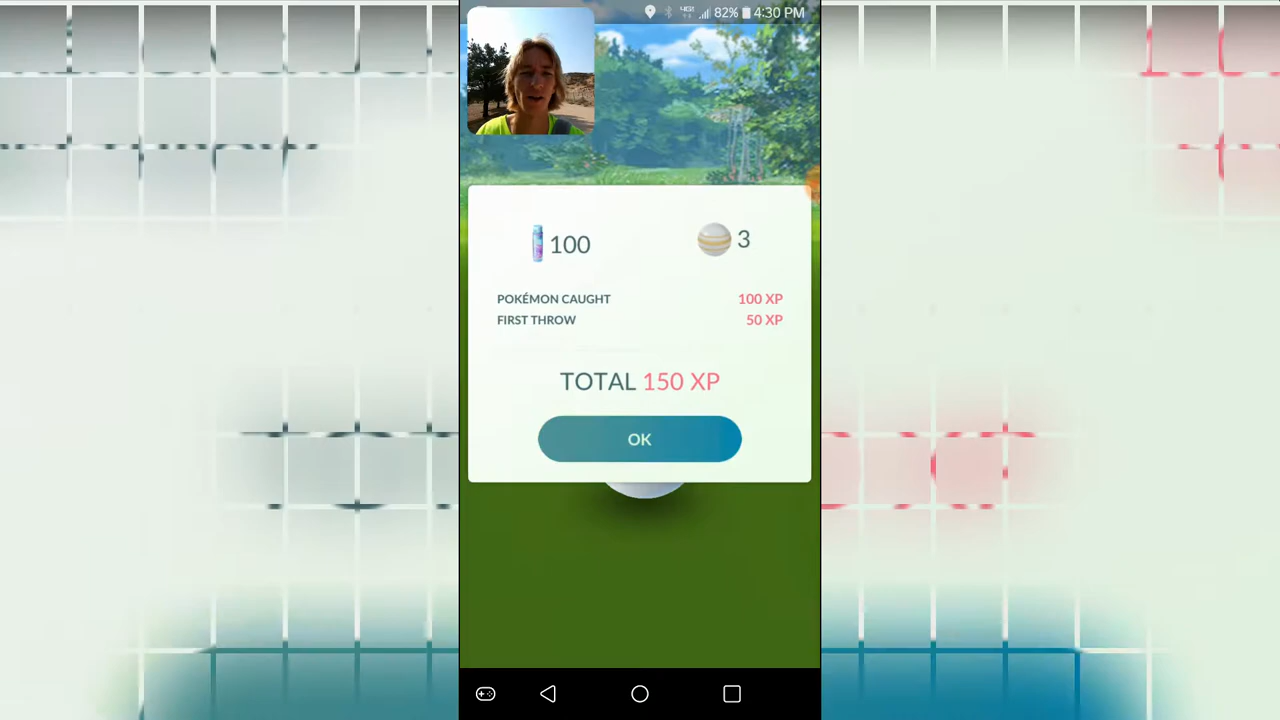 82% 4:30 PM
100 3
POKÉMON CAUGHT 100 XP
FIRST THROW 50 XP
TOTAL 150 XP
OK